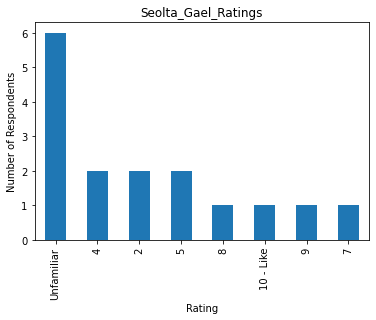 Seolta_Gael_Ratings
Number of Respondents
6
5
4
3
2
1
0
Unfamiliar
4
2
5
8
10 - Like
9
7
Rating